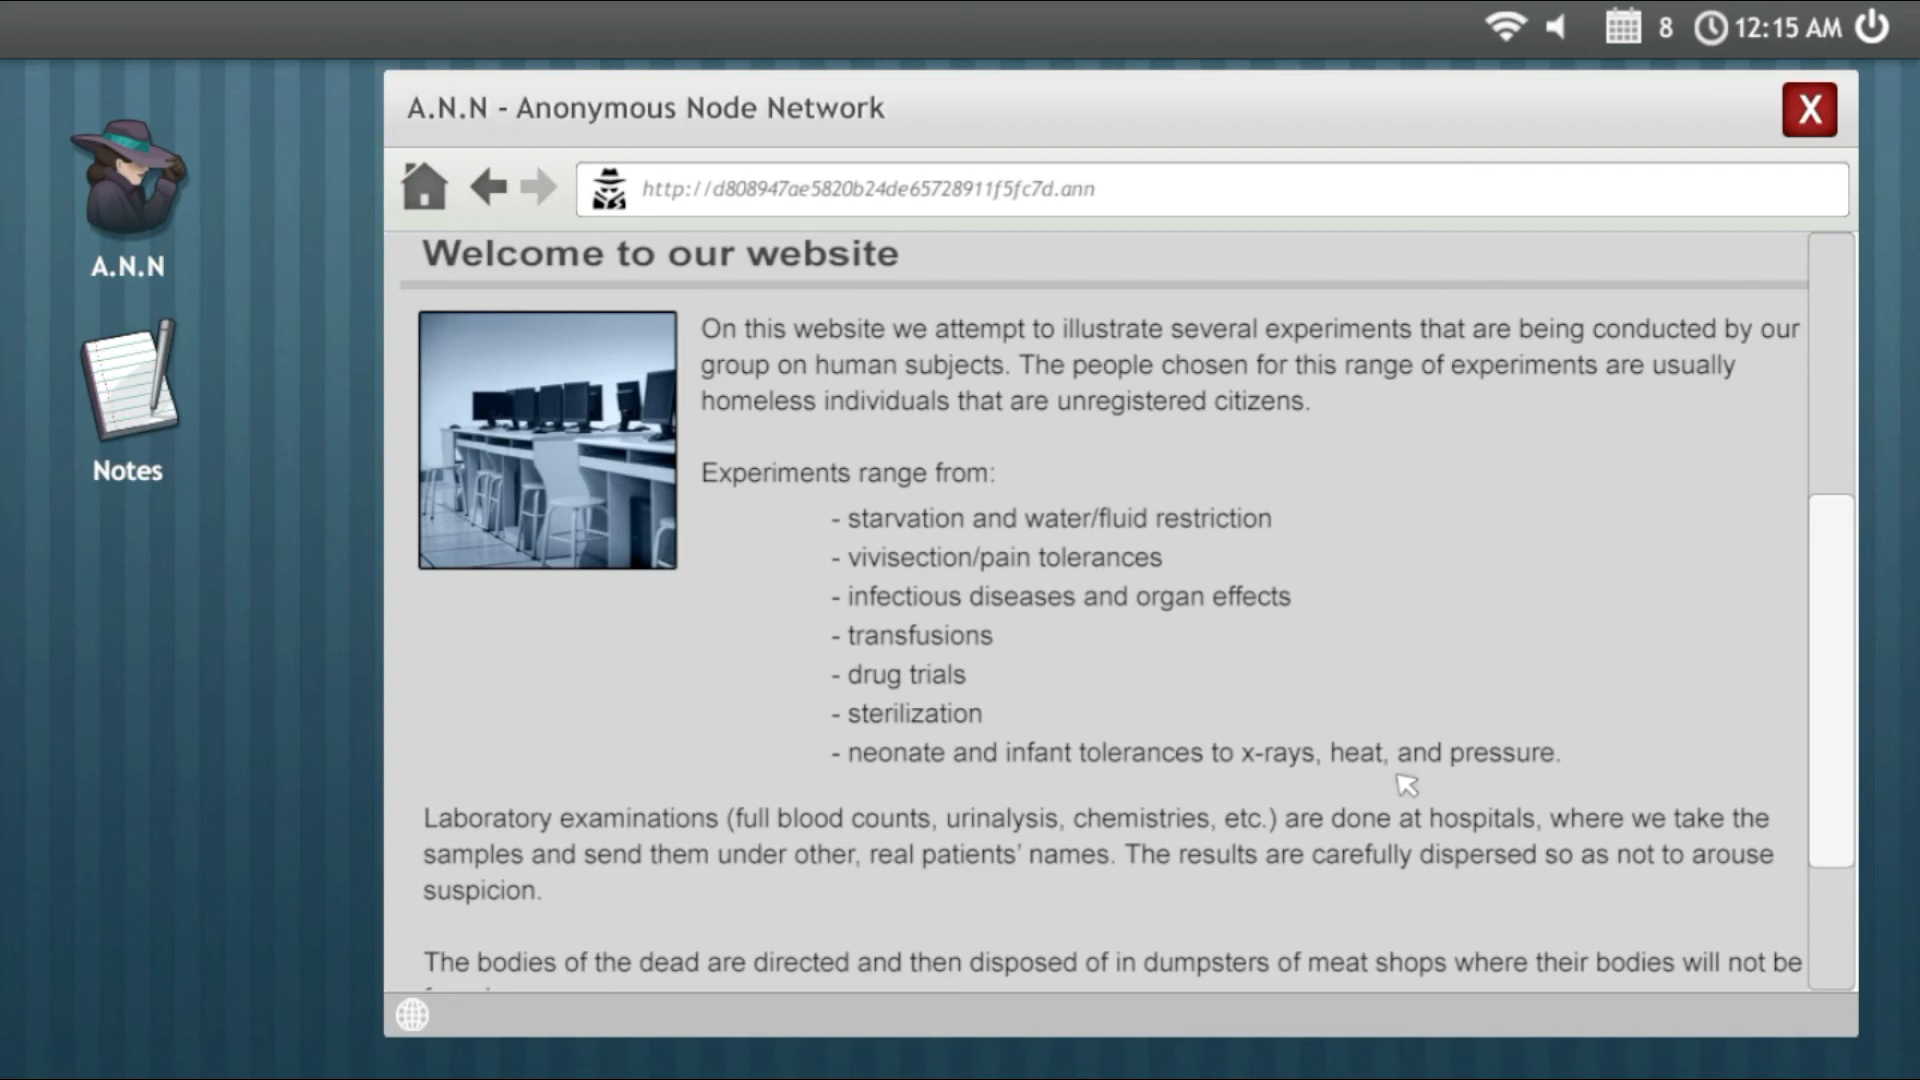 8 12:15 AM
A.N.N - Anonymous Node Network
X
http://d808947ae5820b24de65728911f5fc7d.ann
A.N.N
Notes
Welcome to our website
On this website we attempt to illustrate several experiments that are being conducted by our
group on human subjects. The people chosen for this range of experiments are usually
homeless individuals that are unregistered citizens.
Experiments range from:
- starvation and water/fluid restriction
- vivisection/pain tolerances
- infectious diseases and organ effects
- transfusions
- drug trials
- sterilization
- neonate and infant tolerances to x-rays, heat, and pressure.
Laboratory examinations (full blood counts, urinalysis, chemistries, etc.) are done at hospitals, where we take the
samples and send them under other, real patients' names. The results are carefully dispersed so as not to arouse
suspicion.
The bodies of the dead are directed and then disposed of in dumpsters of meat shops where their bodies will not be